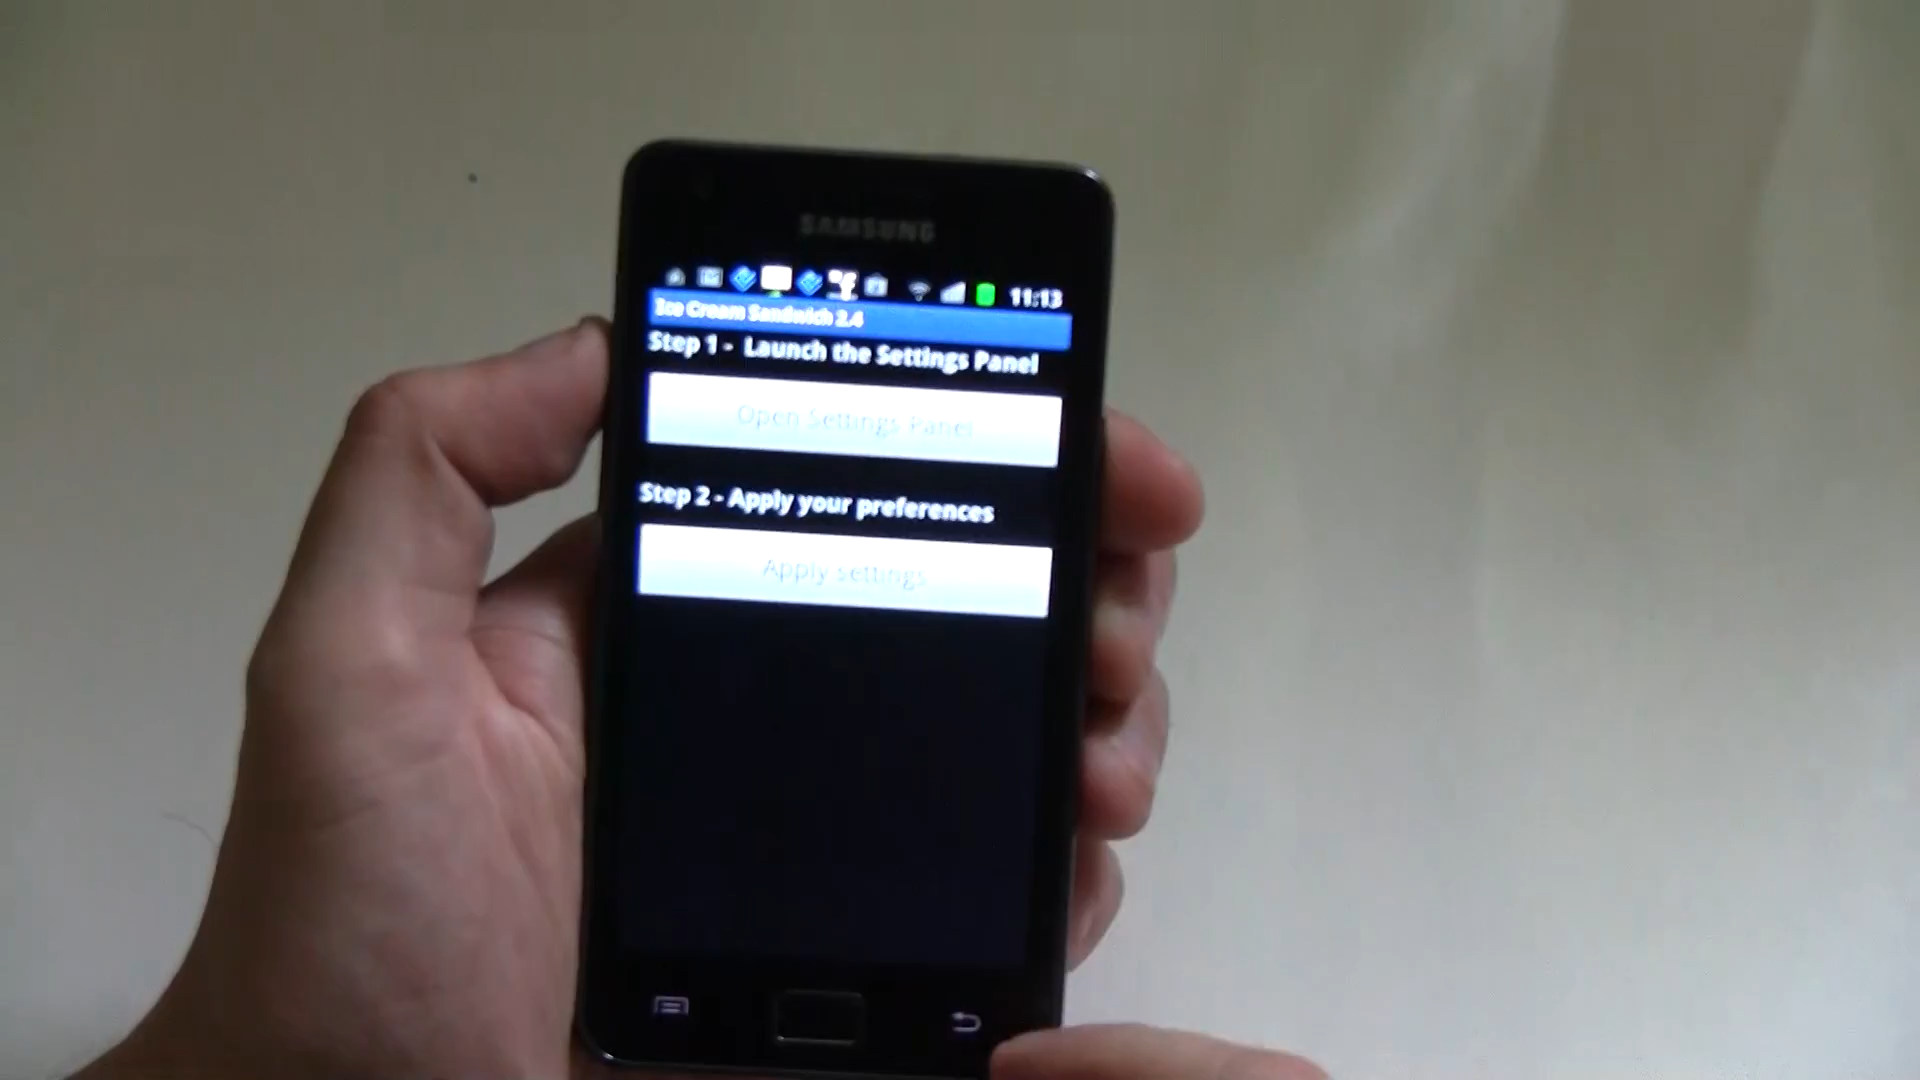 SAMSUNG
11:13
Ice Cream Sandwich 2.4
Step 1 - Launch the Settings Panel
Open Settings Panel
Step 2 - Apply your preferences
Apply settings